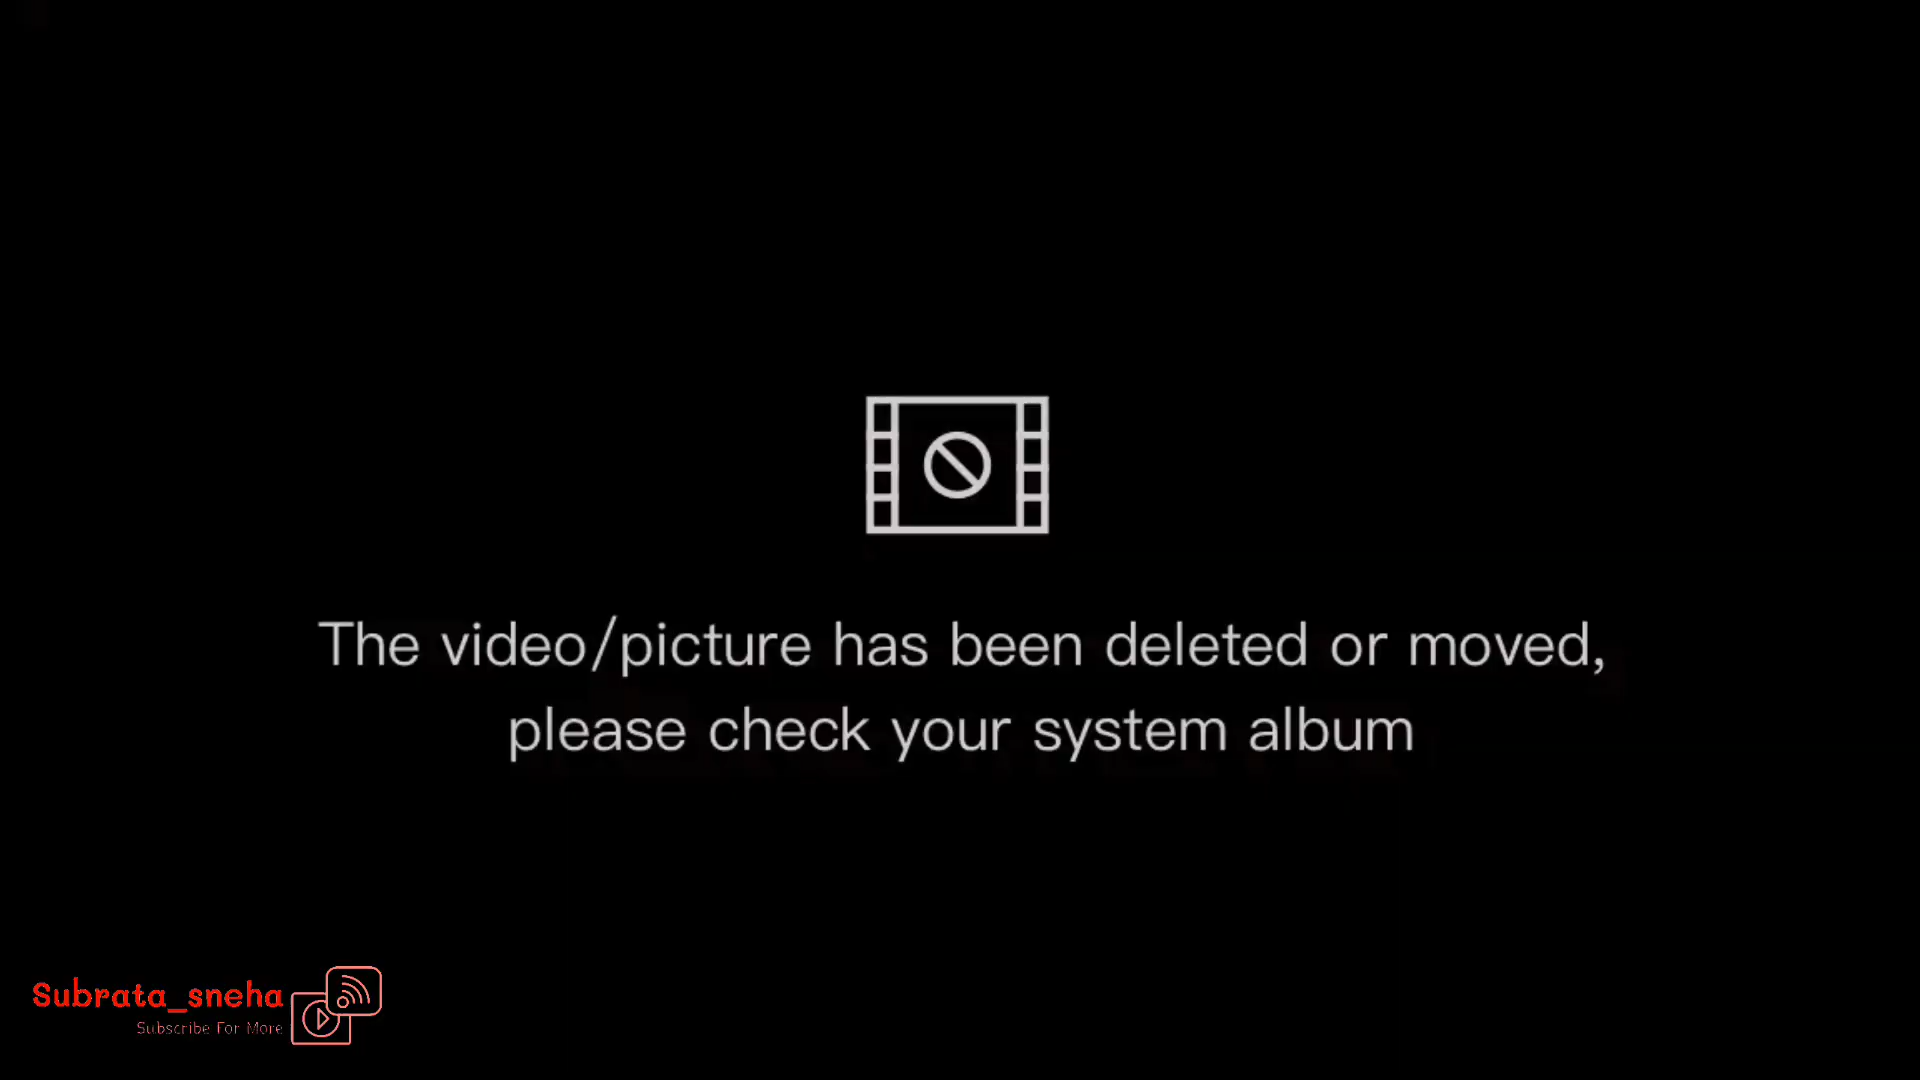 The video/picture has been deleted or moved,
please check your system album
Subrata_sneha
Subscribe For More